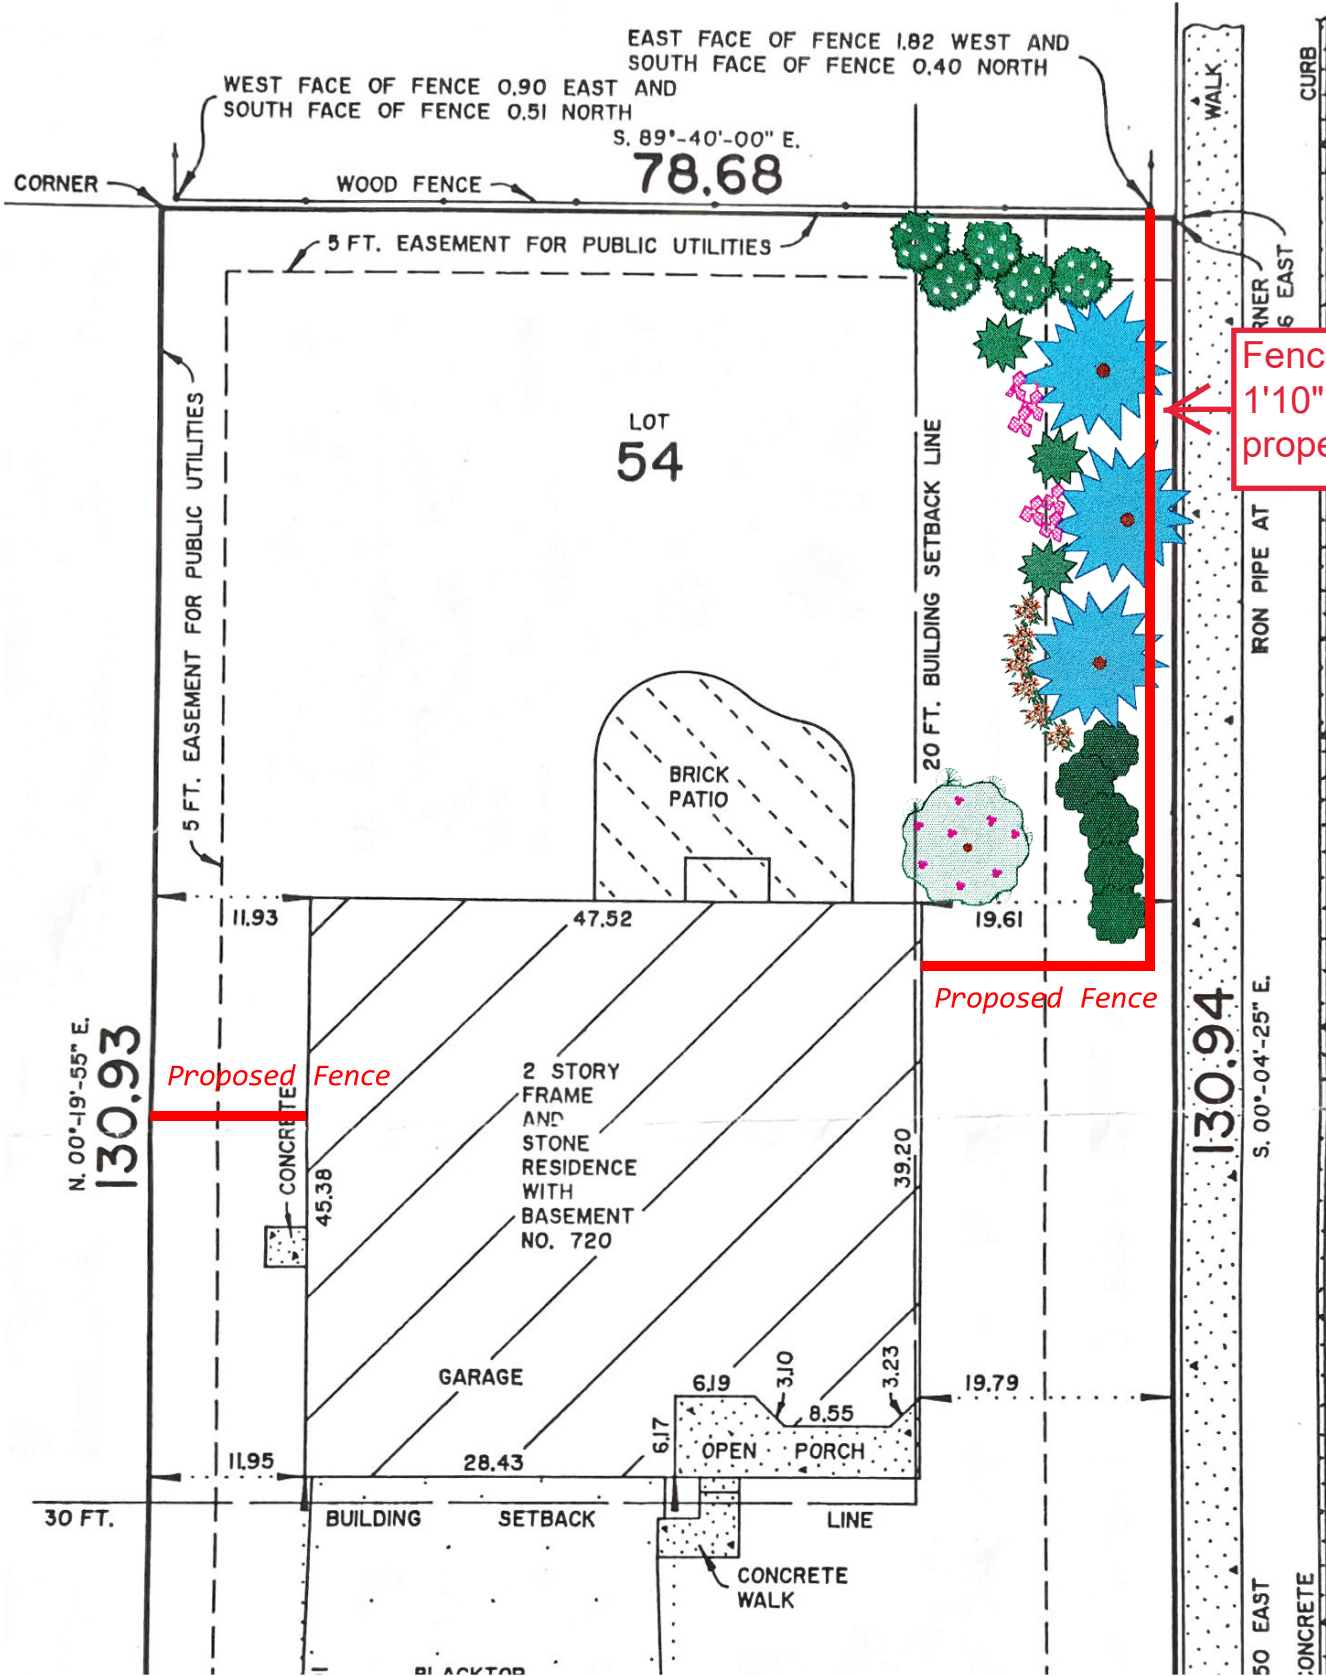 EAST FACE OF FENCE 1.82 WEST AND
SOUTH FACE OF FENCE 0.40 NORTH
WEST FACE OF FENCE 0.90 EAST AND
SOUTH FACE OF FENCE 0.51 NORTH
S. 89°-40'-00" E.
78.68
CORNER
WOOD FENCE
5 FT. EASEMENT FOR PUBLIC UTILITIES
WALK
CURB
6 EAST
Fenc
1'10"
prope
LOT
54
5 FT. EASEMENT FOR PUBLIC UTILITIES
20 FT. BUILDING SETBACK LINE
IRON PIPE AT
BRICK
PATIO
11.93
47.52
19.61
Proposed Fence
N. 00°-19'-55" E.
130.93
Proposed Fence
CONCRETE
45.38
2 STORY
FRAME
AND
STONE
RESIDENCE
WITH
BASEMENT
NO. 720
39.20
130.94
S. 00°-04'-25" E.
GARAGE
6.19
3.10
8.55
3.23
19.79
6.17
OPEN PORCH
11.95
28.43
30 FT.
BUILDING SETBACK LINE
CONCRETE
WALK
50 EAST
CONCRETE
BLACKTOP